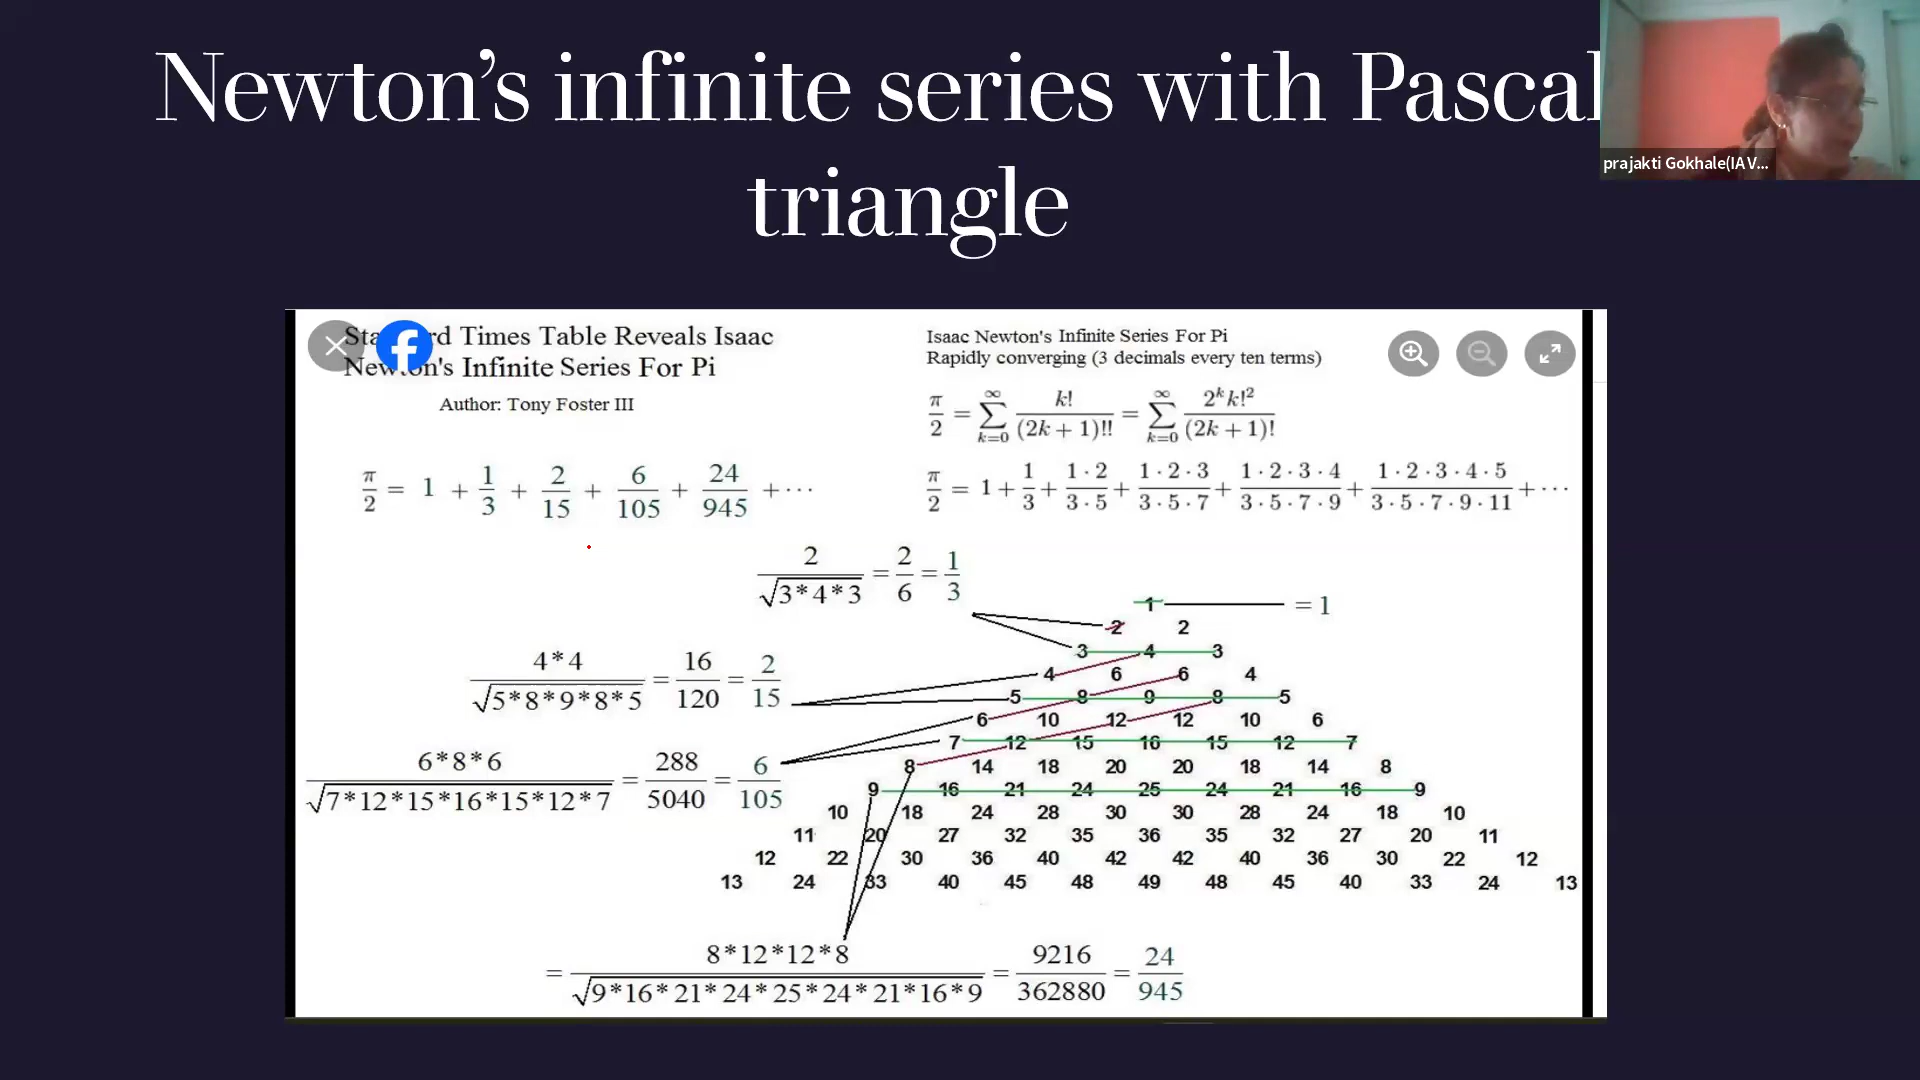 Newton's infinite series with Pascal
triangle
prajakti Gokhale(IAV...
Times Table Reveals Isaac
Infinite Series For Pi
Author: Tony Foster III
Isaac Newton's Infinite Series For Pi
Rapidly converging (3 decimals every ten terms)
π/2 = ∑_{k=0}^{∞} k!/(2k + 1)!! = ∑_{k=0}^{∞} 2^k k!^2/(2k + 1)!
π/2 = 1 + 1/3 + 2/15 + 6/105 + 24/945 + ···
π/2 = 1 + 1/3 + 1·2/3·5 + 1·2·3/3·5·7 + 1·2·3·4/3·5·7·9 + 1·2·3·4·5/3·5·7·9·11 + ···
2/√3*4*3 = 2/6 = 1/3
4*4/√5*8*9*8*5 = 16/120 = 2/15
6*8*6/√7*12*15*16*15*12*7 = 288/5040 = 6/105
1 = 1
2 2
3 4 3
4 6 6 4
5 8 9 8 5
6 10 12 12 10 6
7 12 15 16 15 12 7
8 14 18 20 20 18 14 8
9 16 21 24 25 24 21 16 9
10 18 24 28 30 30 28 24 18 10
11 20 27 32 35 36 35 32 27 20 11
12 22 30 36 40 42 42 40 36 30 22 12
13 24 33 40 45 48 49 48 45 40 33 24 13
= 8*12*12*8/√9*16*21*24*25*24*21*16*9 = 9216/362880 = 24/945